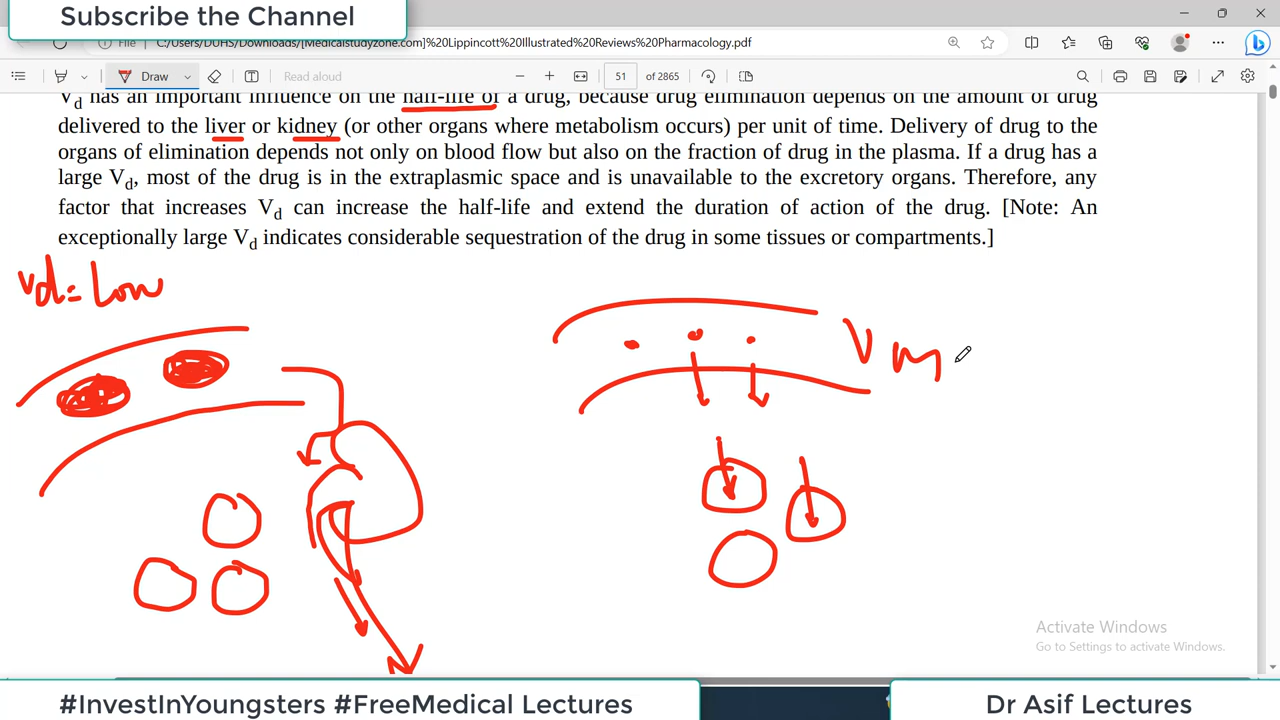 Subscribe the Channel
File C:/Users/DUHS/Downloads/[Medicalstudyzone.com]%20Lippincott%20Illustrated%20Reviews%20Pharmacology.pdf
Draw Read aloud 51 of 2865
Vd has an important influence on the half-life of a drug, because drug elimination depends on the amount of drug
delivered to the liver or kidney (or other organs where metabolism occurs) per unit of time. Delivery of drug to the
organs of elimination depends not only on blood flow but also on the fraction of drug in the plasma. If a drug has a
large Vd, most of the drug is in the extraplasmic space and is unavailable to the excretory organs. Therefore, any
factor that increases Vd can increase the half-life and extend the duration of action of the drug. [Note: An
exceptionally large Vd indicates considerable sequestration of the drug in some tissues or compartments.]
Vd= Low
Activate Windows
Go to Settings to activate Windows.
#InvestInYoungsters #FreeMedical Lectures
Dr Asif Lectures